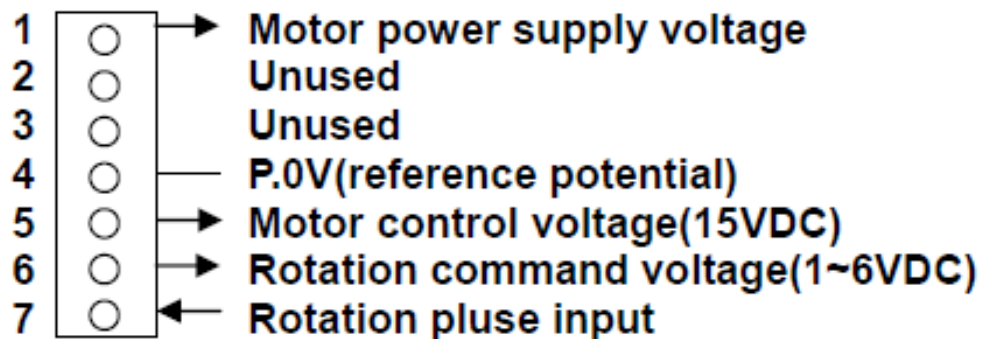 1 Motor power supply voltage
2 Unused
3 Unused
4 P.0V(reference potential)
5 Motor control voltage(15VDC)
6 Rotation command voltage(1~6VDC)
7 Rotation pluse input